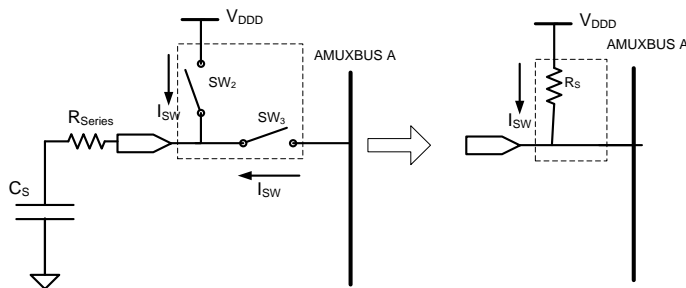 VDDD
VDDD
AMUXBUS A
AMUXBUS A
SW2
RS
ISW
ISW
RSeries
SW3
CS
ISW